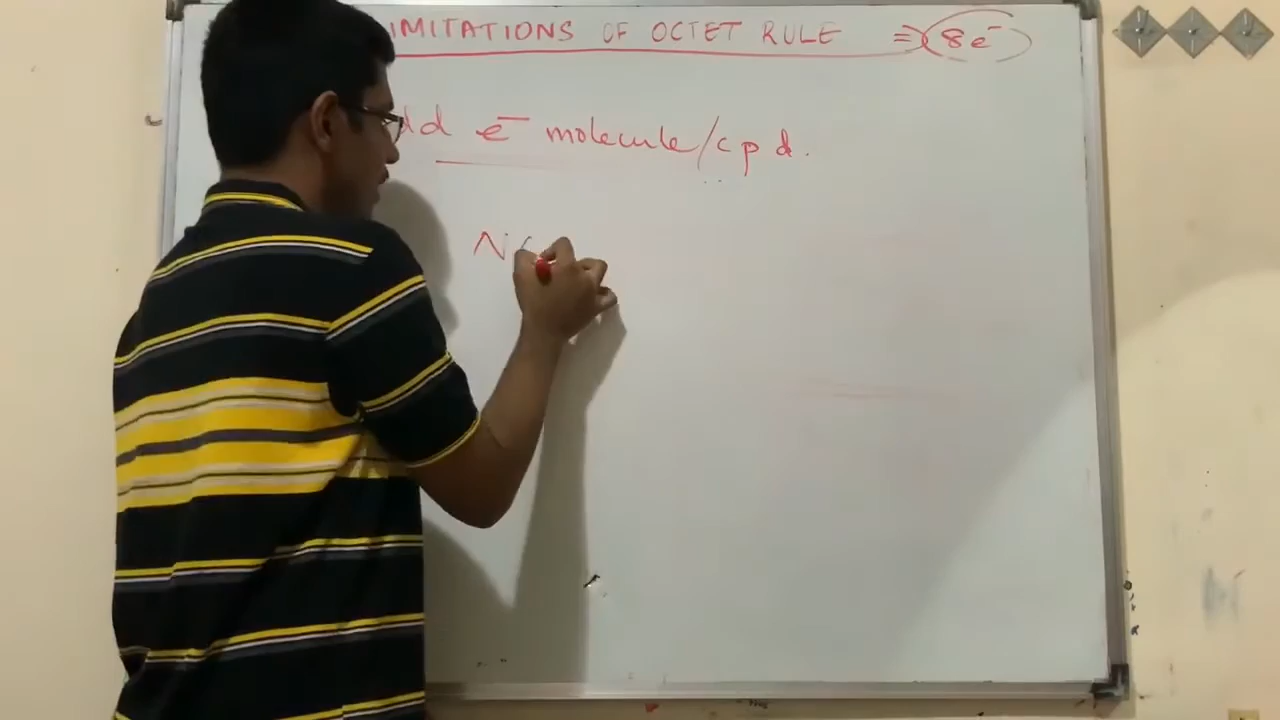 IMITATIONS OF OCTET RULE ⇒ 8e⁻
dd e⁻ molecule/cpd.
N